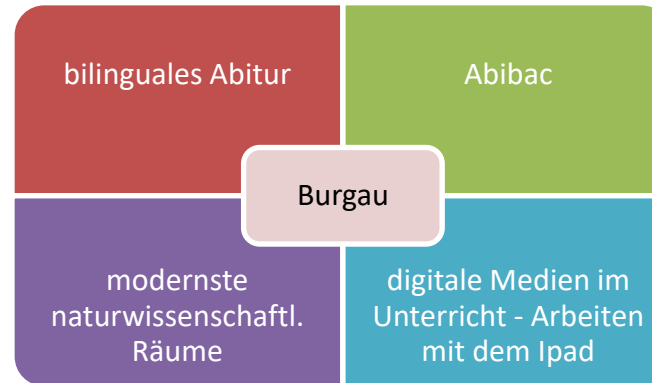 bilinguales Abitur
Abibac
Burgau
modernste
naturwissenschaftl.
Räume
digitale Medien im
Unterricht - Arbeiten
mit dem Ipad